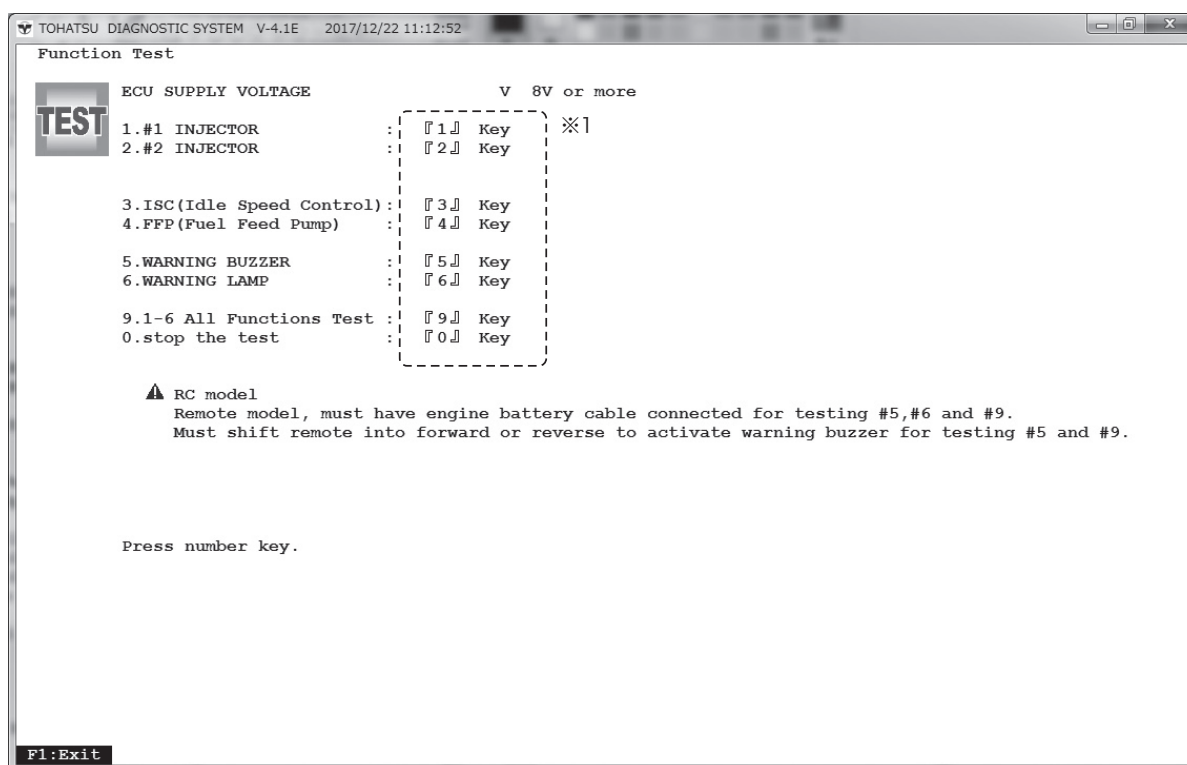 TOHATSU DIAGNOSTIC SYSTEM V-4.1E 2017/12/22 11:12:52
Function Test
TEST
ECU SUPPLY VOLTAGE V 8V or more
1.#1 INJECTOR : 『1』 Key ※1
2.#2 INJECTOR : 『2』 Key
3.ISC(Idle Speed Control): 『3』 Key
4.FFP(Fuel Feed Pump) : 『4』 Key
5.WARNING BUZZER : 『5』 Key
6.WARNING LAMP : 『6』 Key
9.1-6 All Functions Test : 『9』 Key
0.stop the test : 『0』 Key
RC model
Remote model, must have engine battery cable connected for testing #5,#6 and #9.
Must shift remote into forward or reverse to activate warning buzzer for testing #5 and #9.
Press number key.
F1:Exit